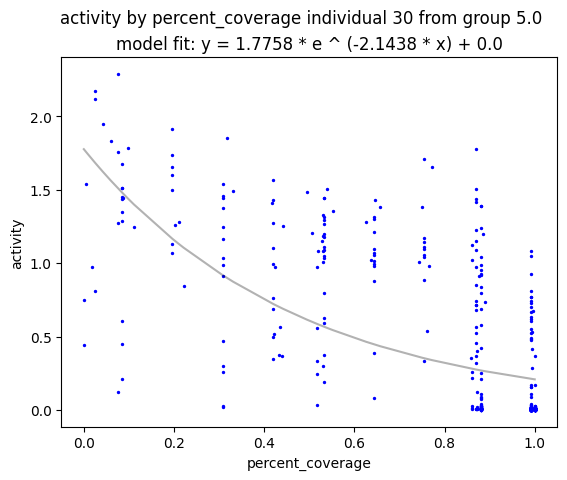 activity by percent_coverage individual 30 from group 5.0
model fit: y = 1.7758 * e ^ (-2.1438 * x) + 0.0
activity
2.0
1.5
1.0
0.5
0.0
0.0 0.2 0.4 0.6 0.8 1.0
percent_coverage